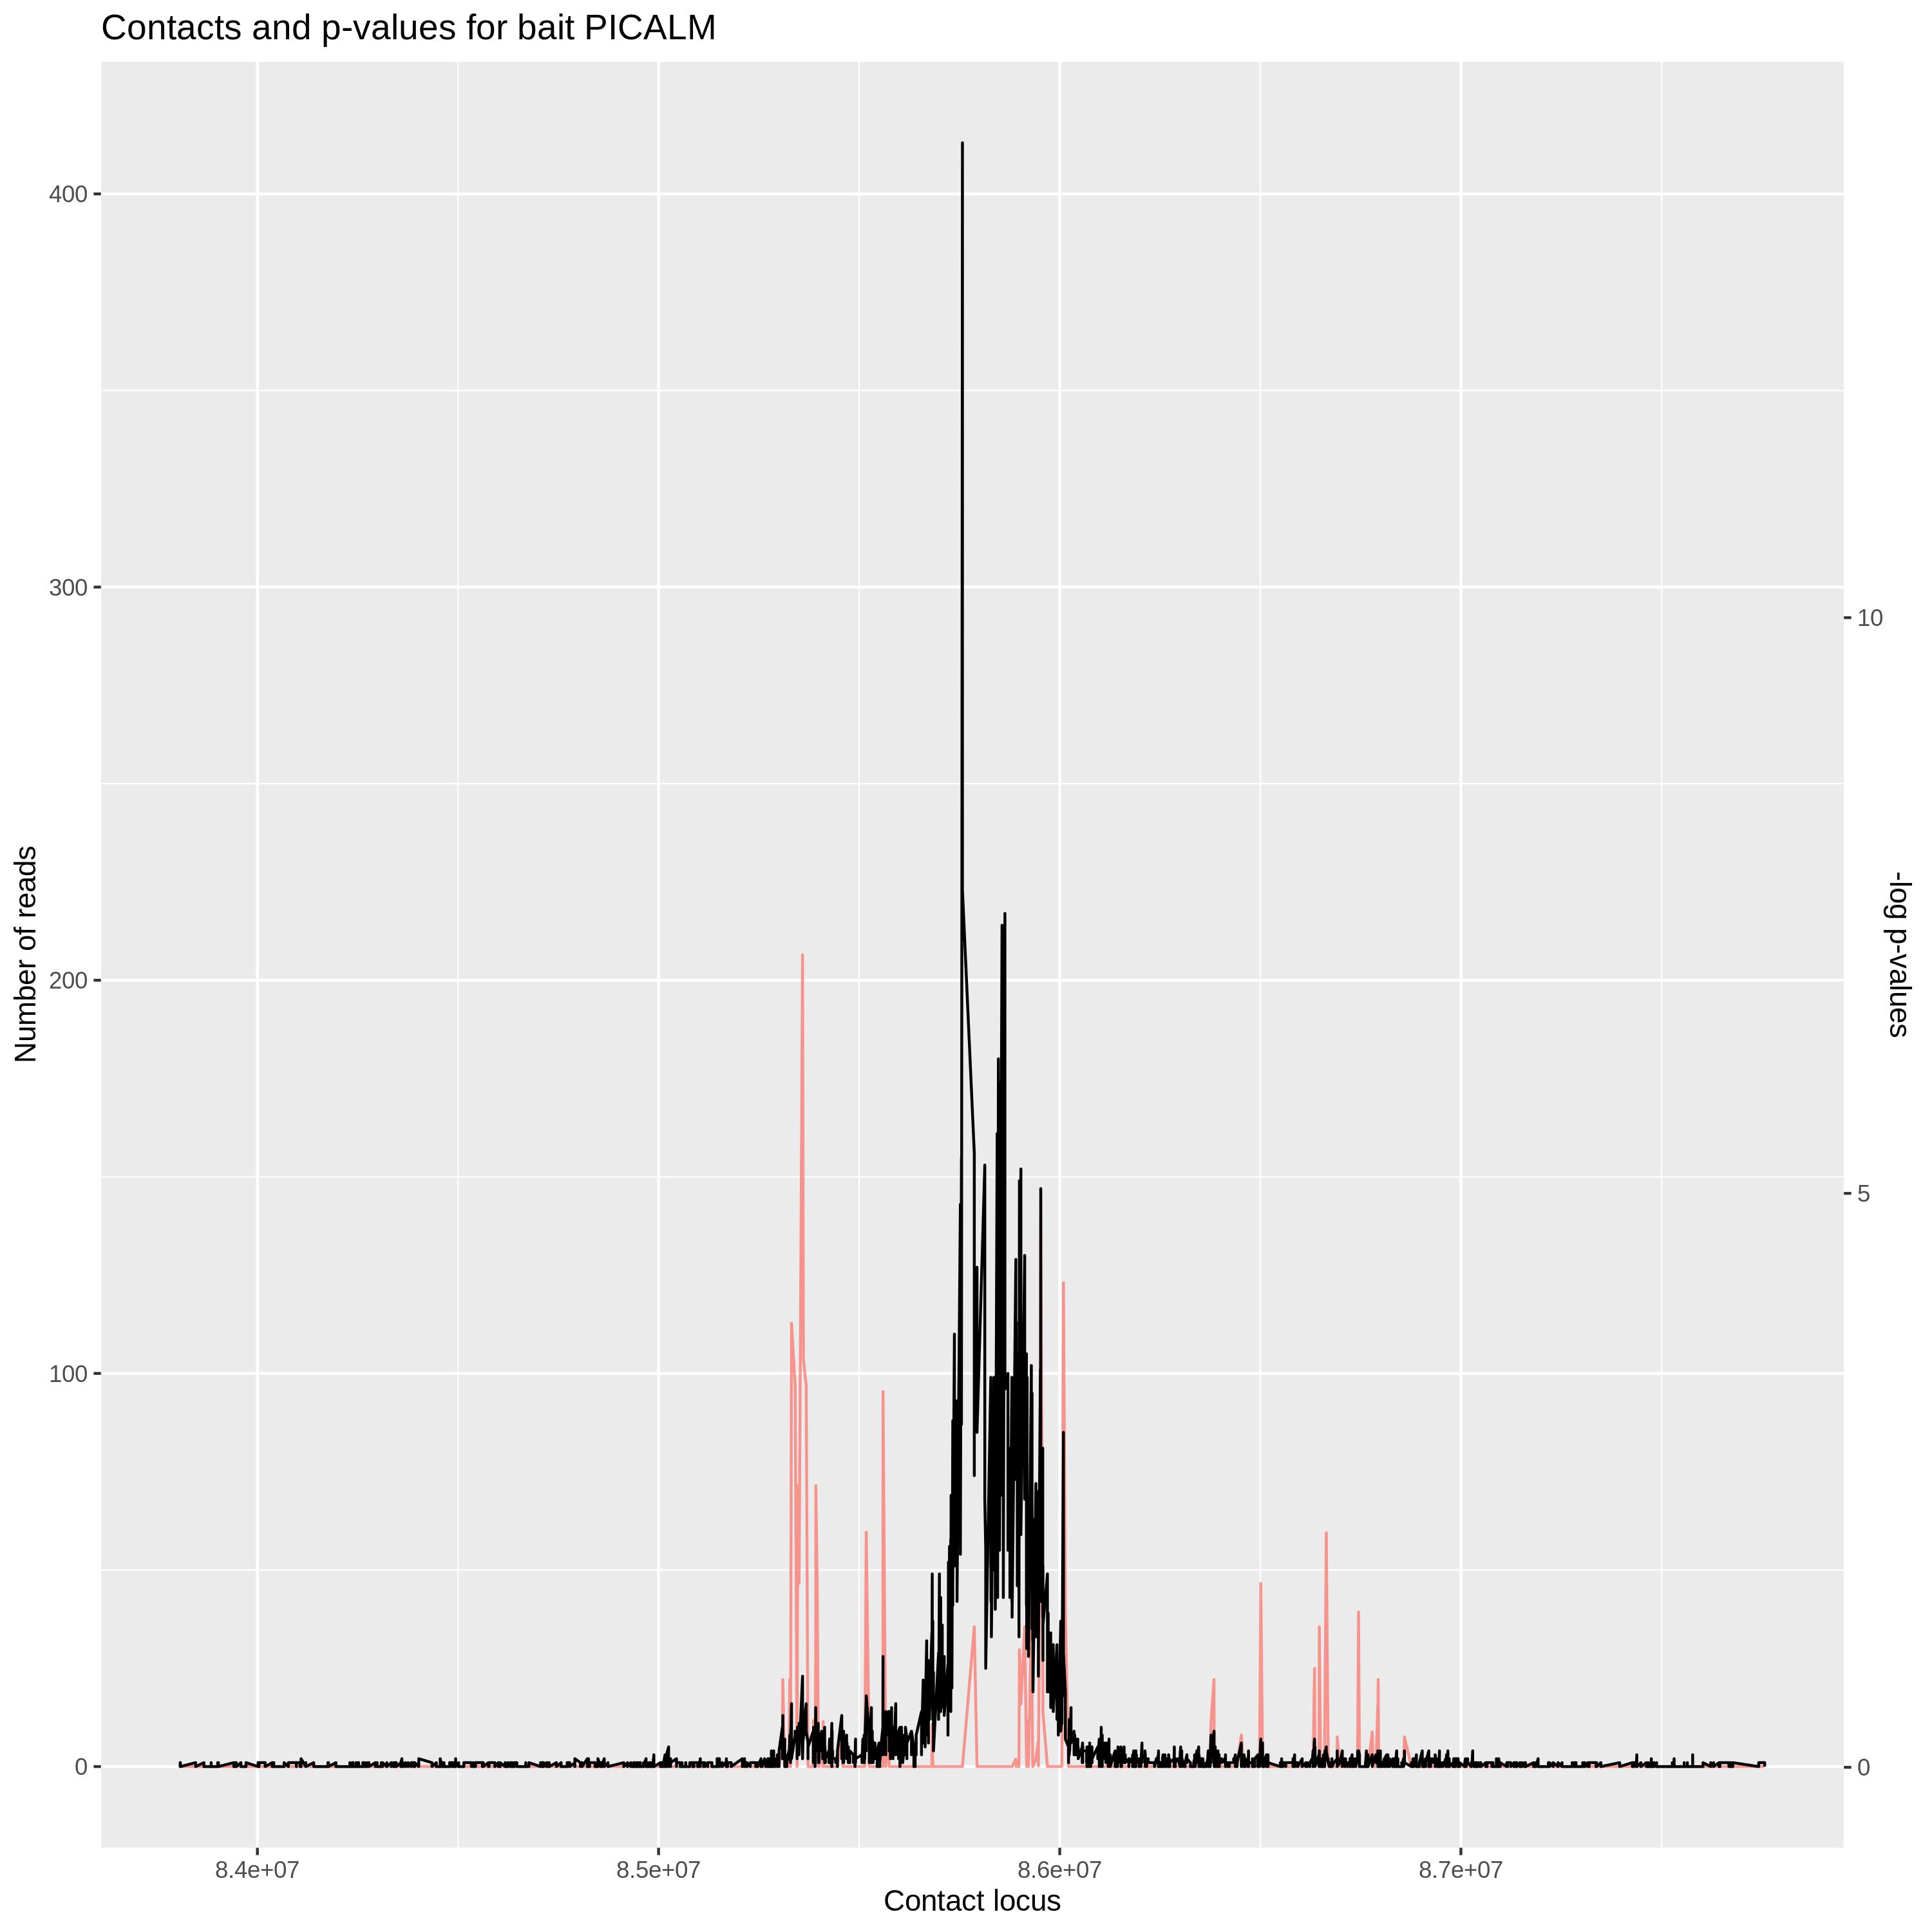 Contacts and p-values for bait PICALM
400
300
200
100
0
Number of reads
10
5
0
-log p-values
8.4e+07
8.5e+07
8.6e+07
8.7e+07
Contact locus